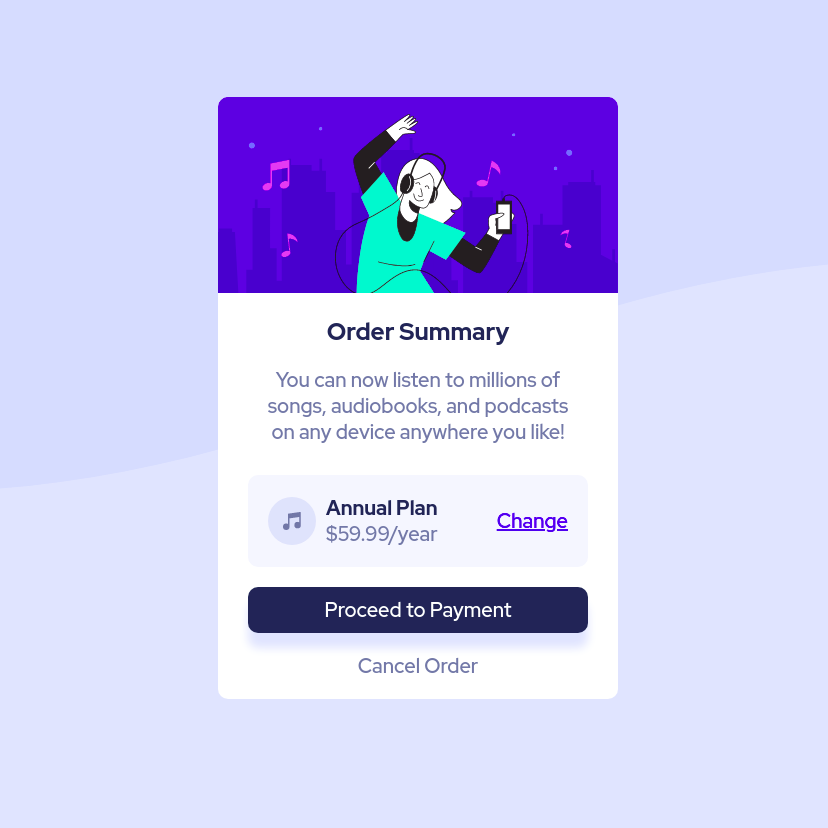 Order Summary
You can now listen to millions of
songs, audiobooks, and podcasts
on any device anywhere you like!
Annual Plan
$59.99/year
Change
Proceed to Payment
Cancel Order